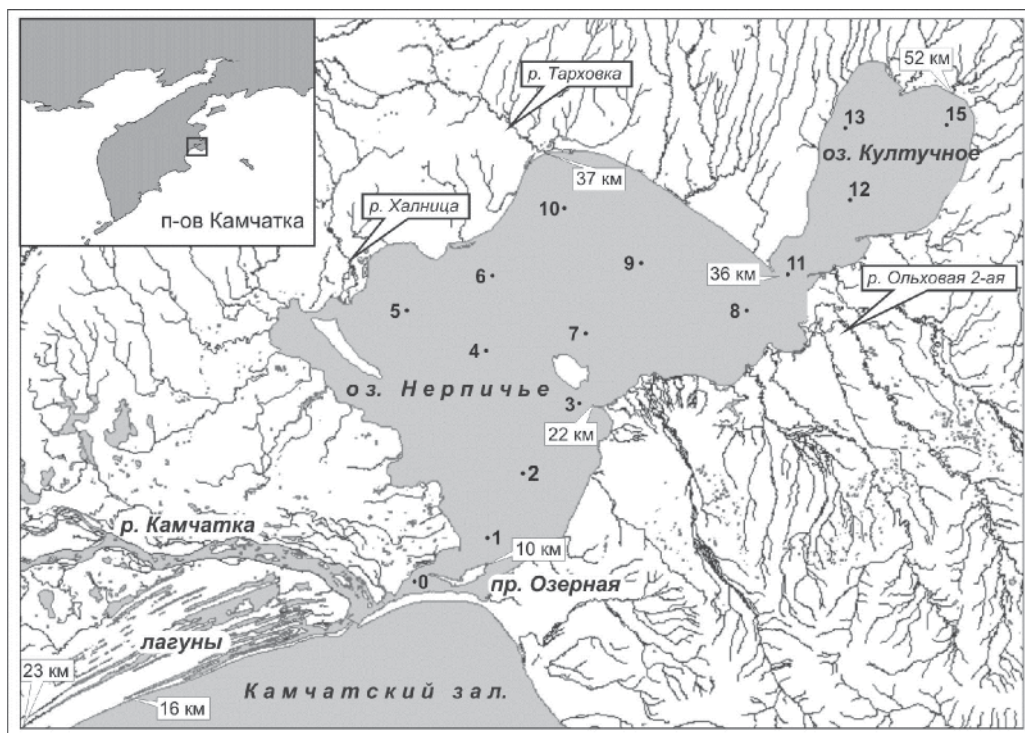 п-ов Камчатка
р. Тарховка
52 км
13
15
оз. Култучное
37 км
12
р. Халница
10
6
9
11
36 км
р. Ольховая 2-ая
5
8
7
4
оз. Нерпичье
3
22 км
2
р. Камчатка
1
10 км
0
пр. Озерная
лагуны
23 км
Камчатский зал.
16 км